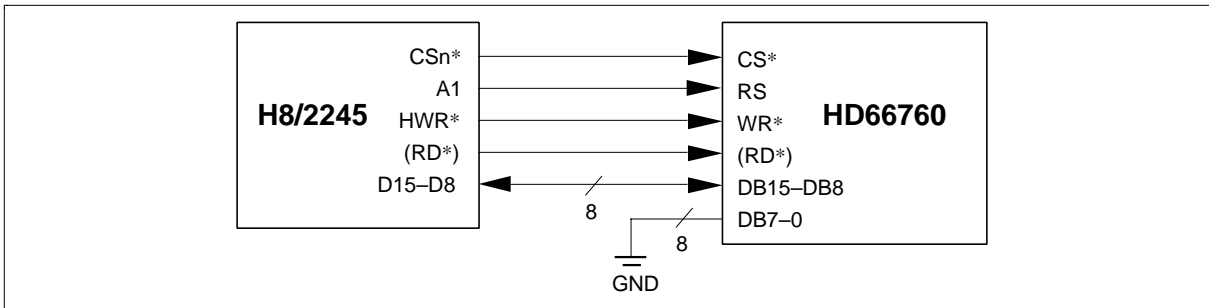 CSn*
A1
HWR*
(RD*)
D15–D8
H8/2245
8
CS*
RS
WR*
(RD*)
DB15–DB8
DB7–0
HD66760
8
GND